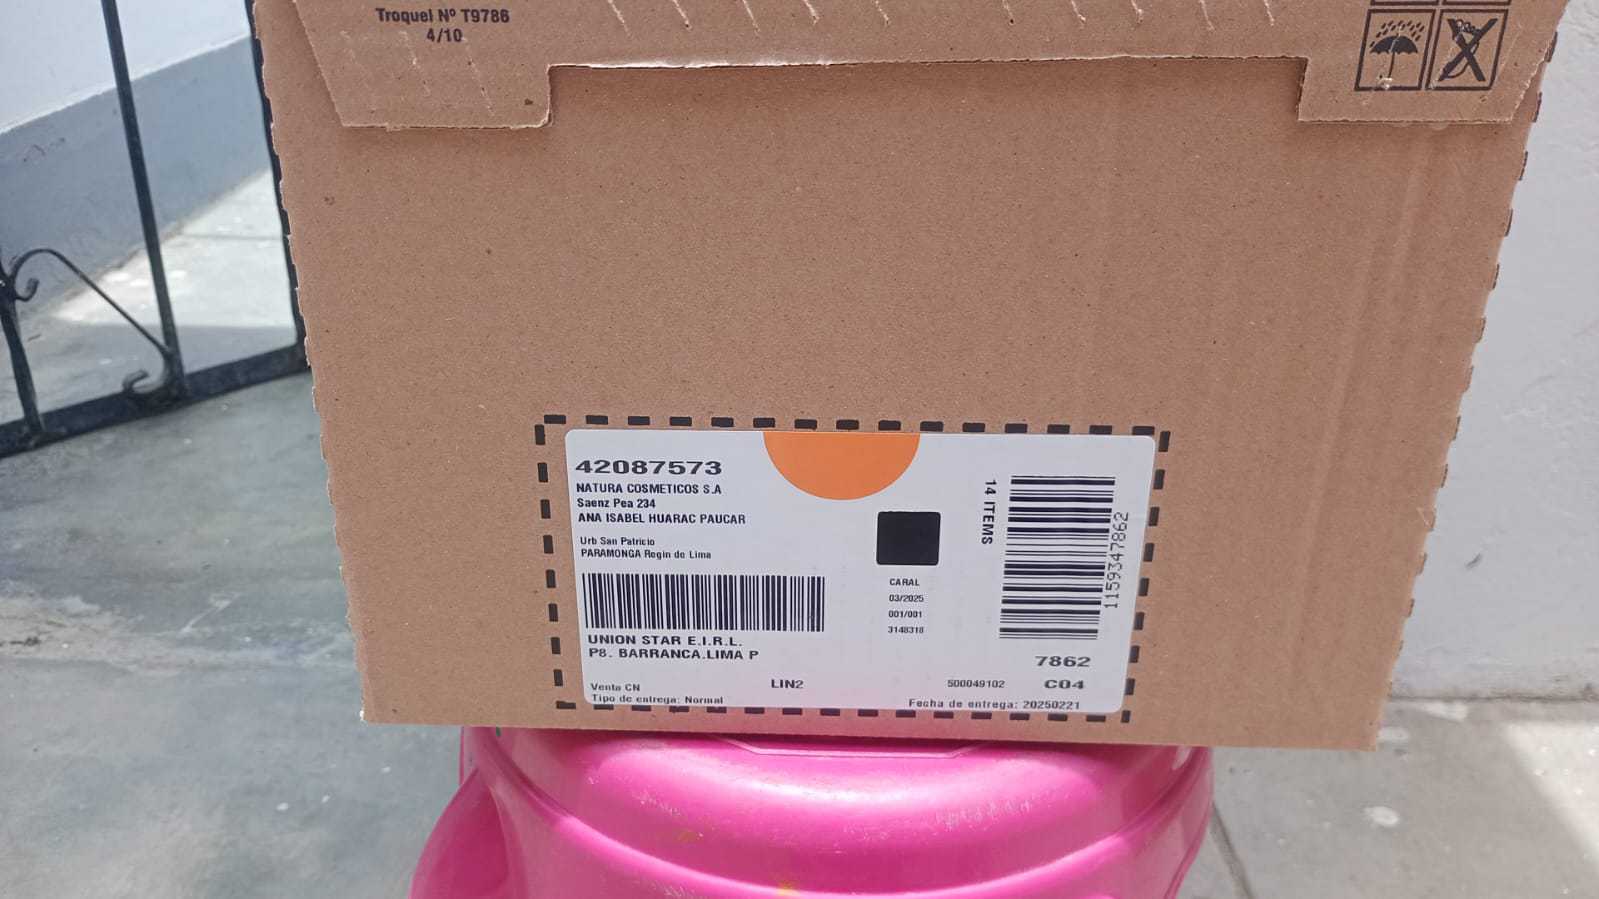 Troquel Nº T9786
4/10
42087573
NATURA COSMETICOS S.A
Saenz Pea 234
ANA ISABEL HUARAC PAUCAR
Urb San Patricio
PARAMONGA Regin de Lima
UNION STAR E.I.R.L.
P8. BARRANCA.LIMA P
Venta CN
Tipo de entrega: Normal
LIN2
CARAL
03/2025
001/001
3148318
14 ITEMS
1159347862
7862
500049102
C04
Fecha de entrega: 20250221